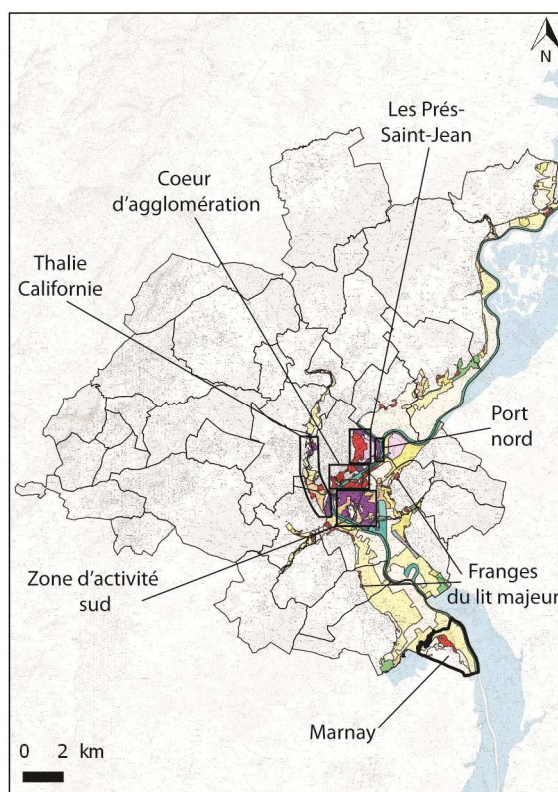 N
Les Prés-
Saint-Jean
Coeur
d'agglomération
Thalie
Californie
Port
nord
Zone d'activité
sud
Franges
du lit majeur
Marnay
0 2 km